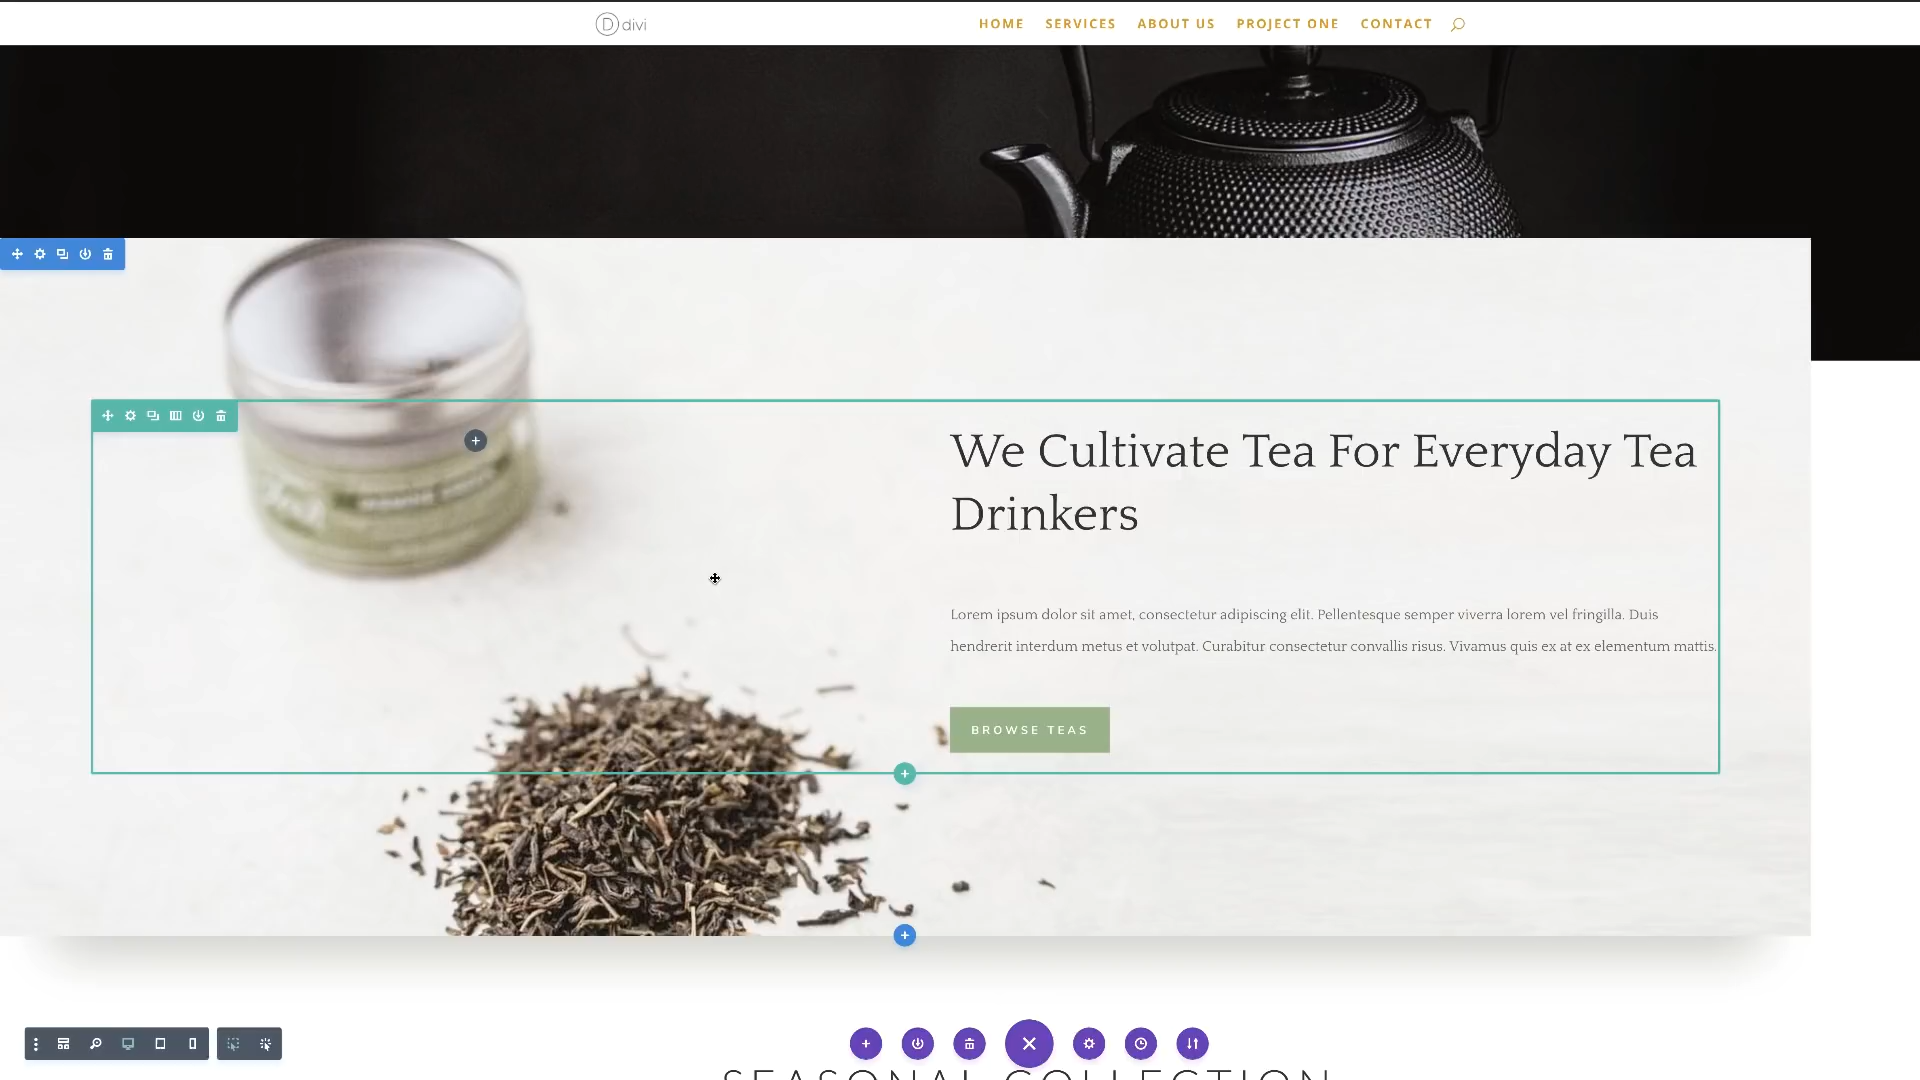 divi
HOME SERVICES ABOUT US PROJECT ONE CONTACT
We Cultivate Tea For Everyday Tea
Drinkers
Lorem ipsum dolor sit amet, consectetur adipiscing elit. Pellentesque semper viverra lorem vel fringilla. Duis
hendrerit interdum metus et volutpat. Curabitur consectetur convallis risus. Vivamus quis ex at ex elementum mattis.
BROWSE TEAS
SEASONAL COLLECTION